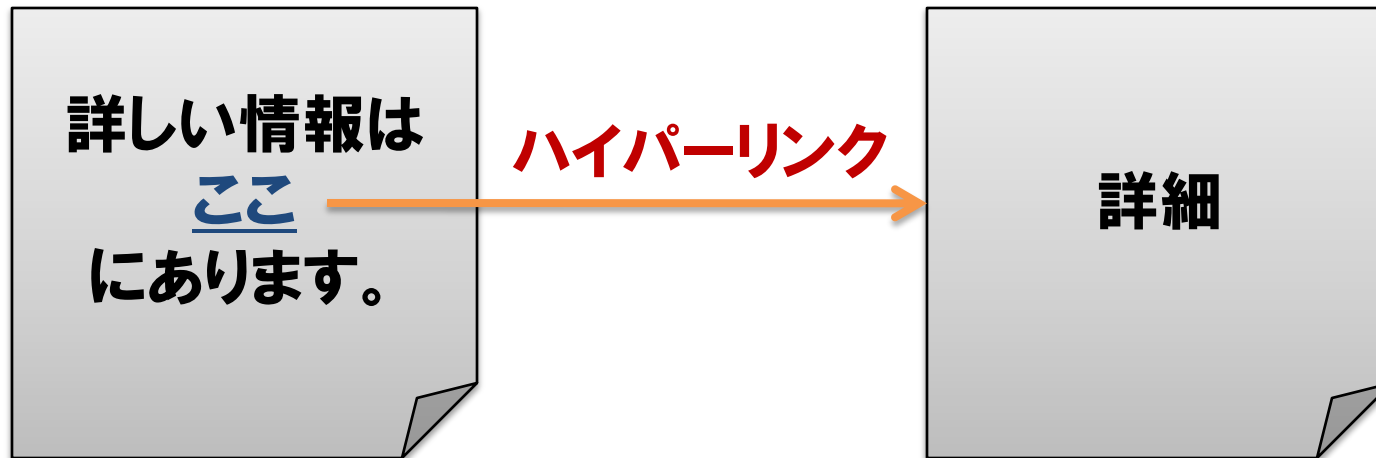 詳しい情報は
ここ
にあります。
ハイパーリンク
詳細